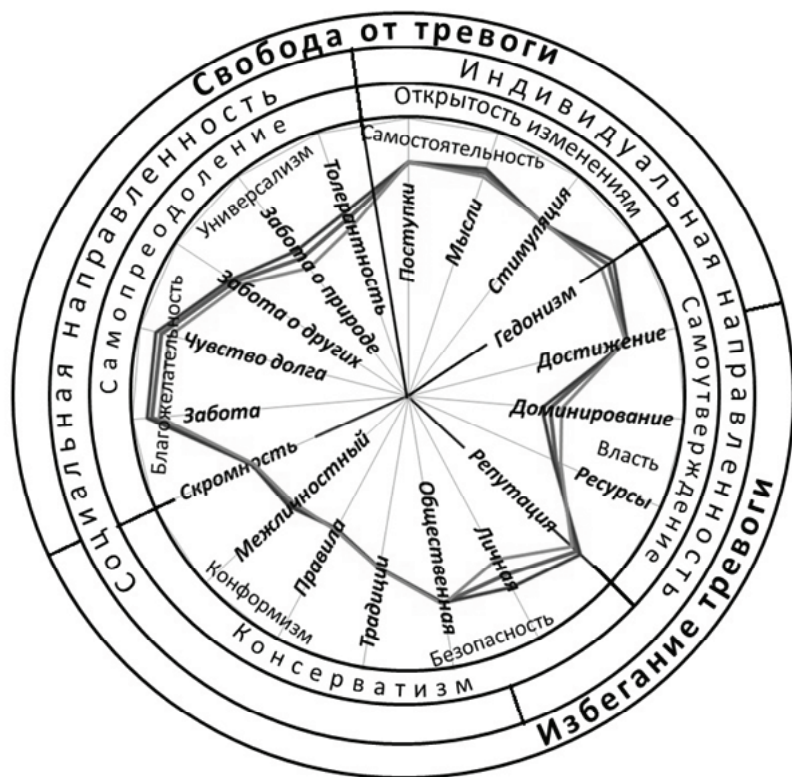 Свобода от тревоги
Индивидуальная направленность
Открытость изменениям
Социальная направленность
Самопреодоление
Самостоятельность
Универсализм
Толерантность
Поступки
Мысли
Стимуляция
Забота о природе
Гедонизм
Забота о других
Достижение
Самоутверждение
Благожелательность
Чувство долга
Забота
Доминирование
Власть
Ресурсы
Скромность
Репутация
Межличностный
Общественная
Личная
Правила
Традиции
Конформизм
Безопасность
Консерватизм
Избегание тревоги